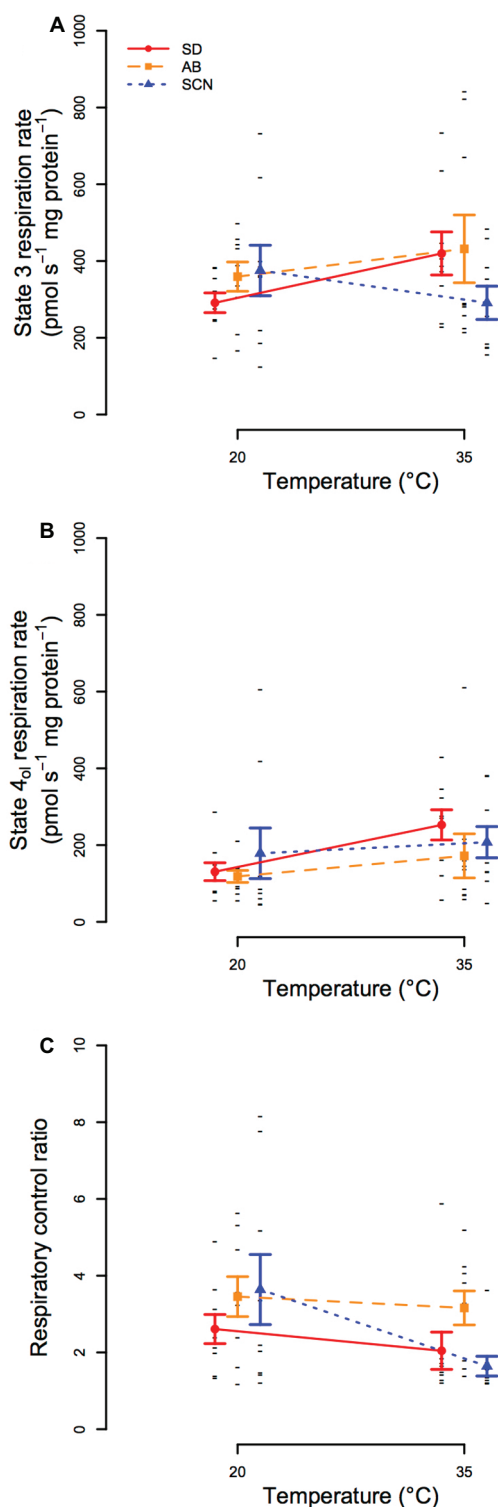 A
SD
AB
SCN
State 3 respiration rate
(pmol s⁻¹ mg protein⁻¹)
1000
800
600
400
200
0
20 35
Temperature (°C)
B
State 4ol respiration rate
(pmol s⁻¹ mg protein⁻¹)
1000
800
600
400
200
0
20 35
Temperature (°C)
C
Respiratory control ratio
10
8
6
4
2
0
20 35
Temperature (°C)